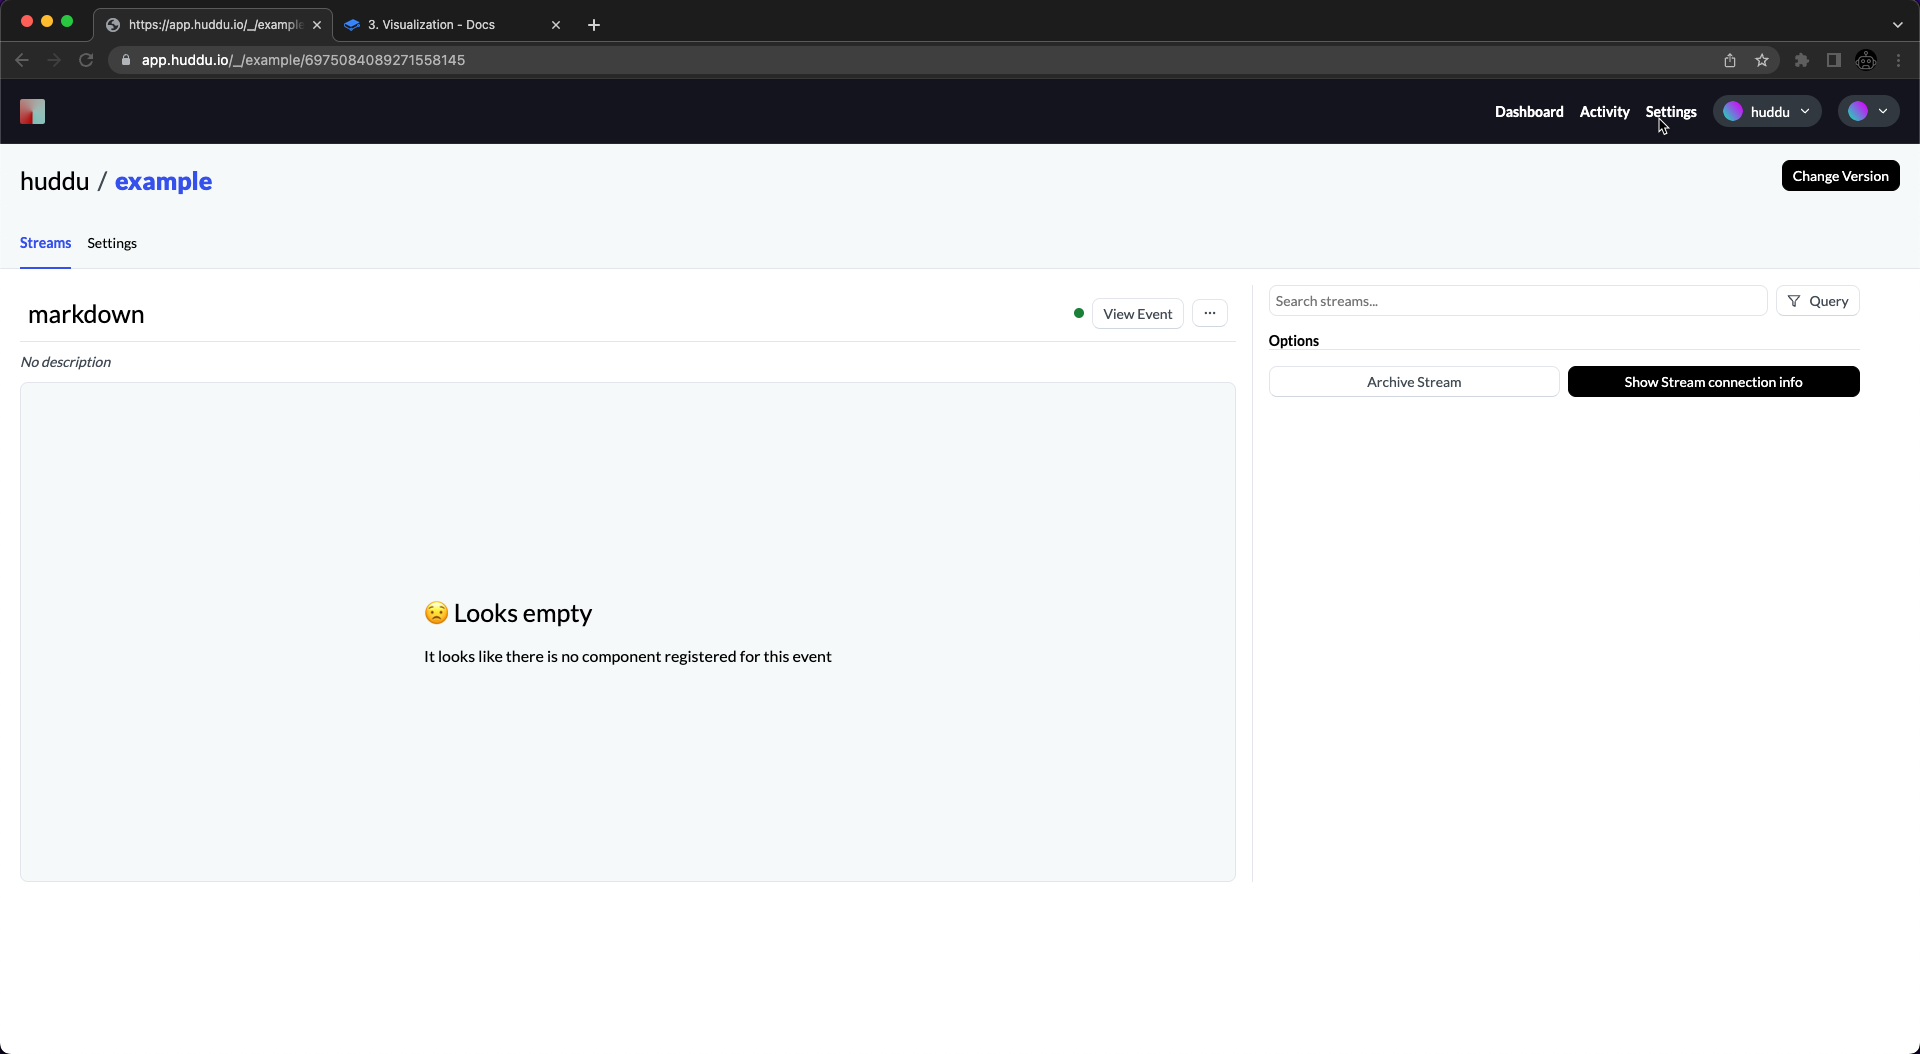 https://app.huddu.io/_/example
3. Visualization - Docs
app.huddu.io/_/example/6975084089271558145
Dashboard Activity Settings huddu
huddu / example
Change Version
Streams Settings
markdown
View Event
···
Search streams...
Query
No description
Options
Archive Stream
Show Stream connection info
😟 Looks empty
It looks like there is no component registered for this event